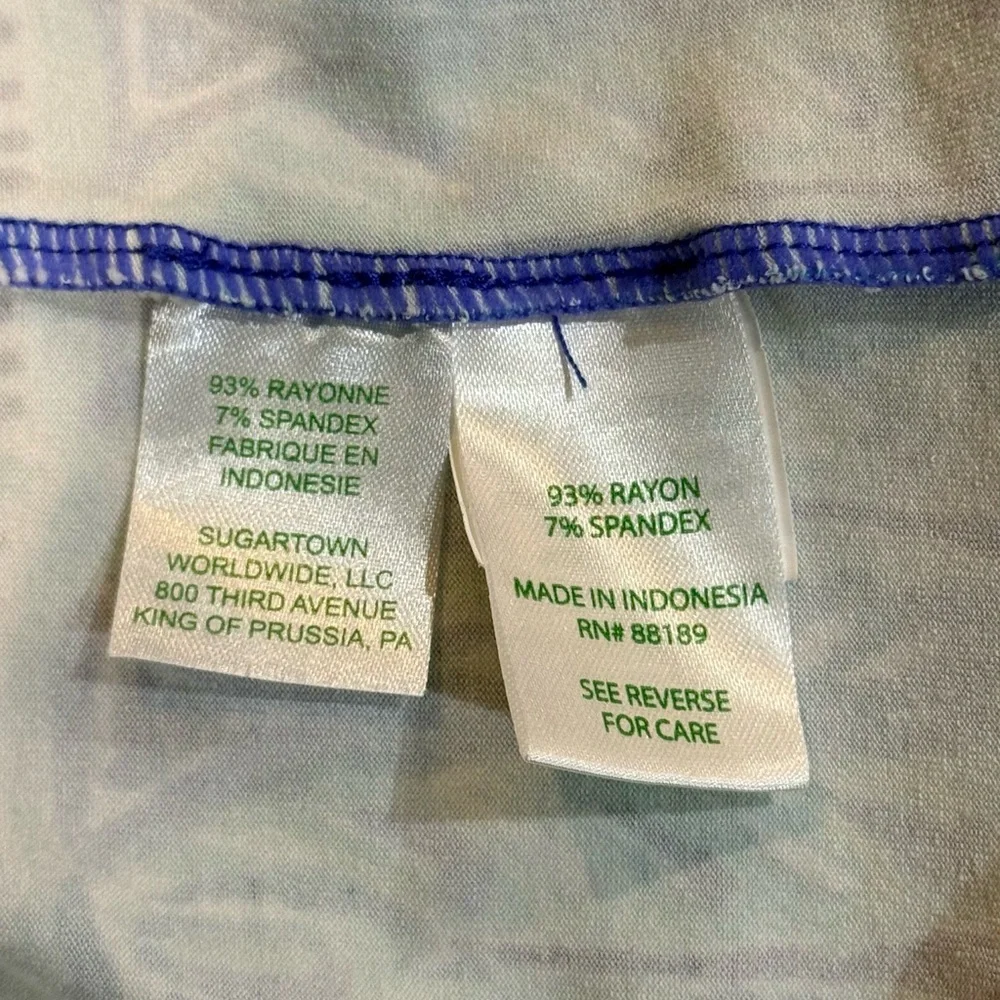 93% RAYONNE
7% SPANDEX
FABRIQUE EN
INDONESIE
SUGARTOWN
WORLDWIDE, LLC
800 THIRD AVENUE
KING OF PRUSSIA, PA
93% RAYON
7% SPANDEX
MADE IN INDONESIA
RN# 88189
SEE REVERSE
FOR CARE